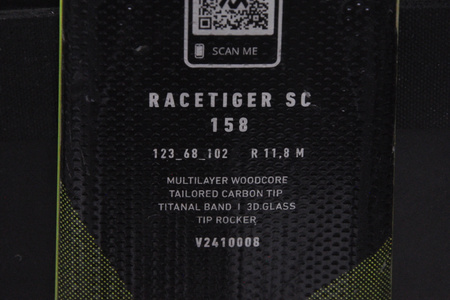 SCAN ME
RACETIGER SC
158
123_68_102 R 11,8 M
MULTILAYER WOODCORE
TAILORED CARBON TIP
TITANAL BAND I 3D.GLASS
TIP ROCKER
V2410008